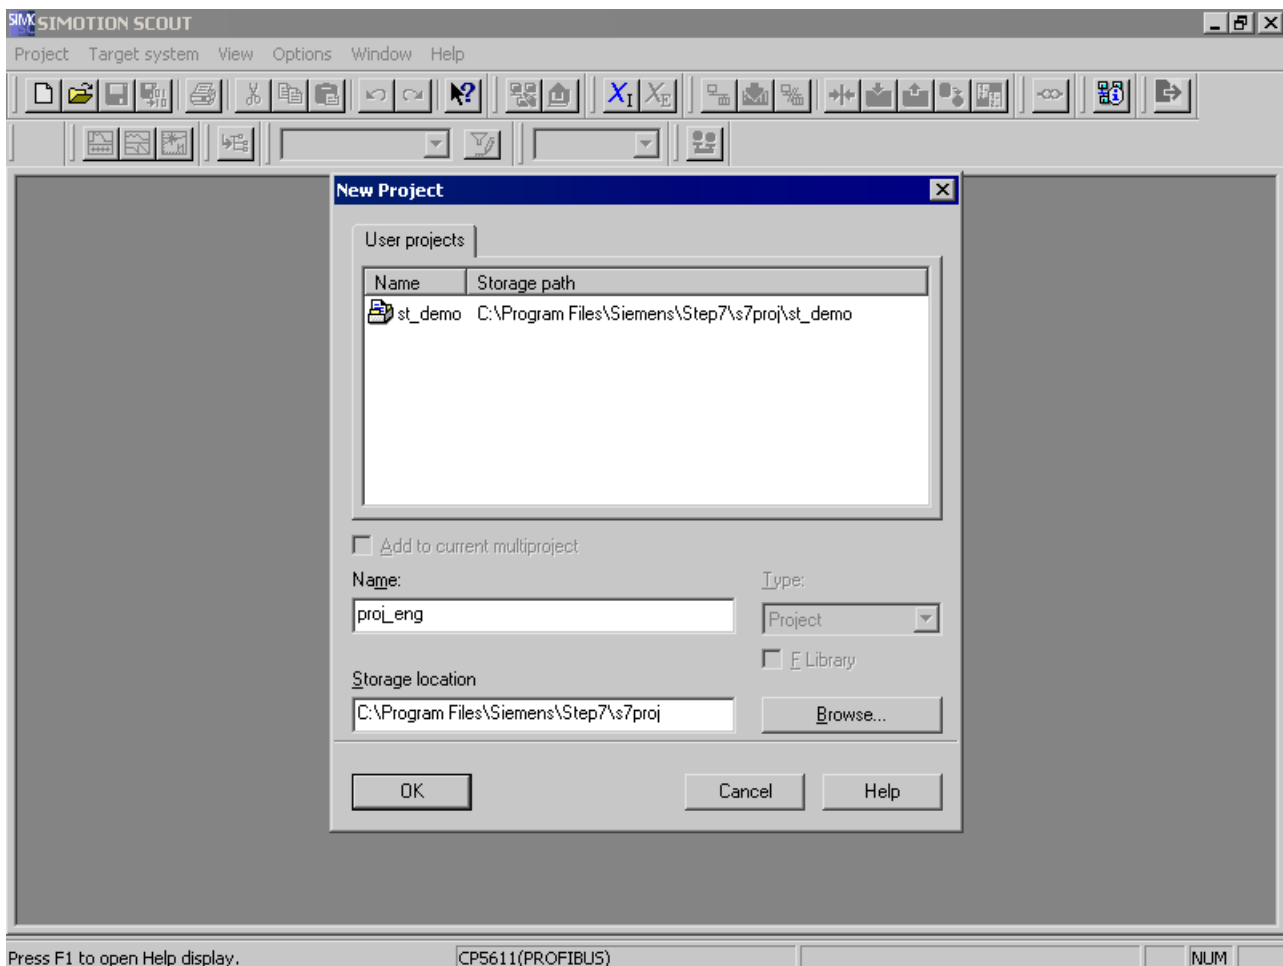 SIMOTION SCOUT
Project Target system View Options Window Help
New Project
User projects
Name Storage path
st_demo C:\Program Files\Siemens\Step7\s7proj\st_demo
Add to current multiproject
Name: Type:
proj_eng Project
F Library
Storage location
C:\Program Files\Siemens\Step7\s7proj Browse...
OK Cancel Help
Press F1 to open Help display. CP5611(PROFIBUS) NUM